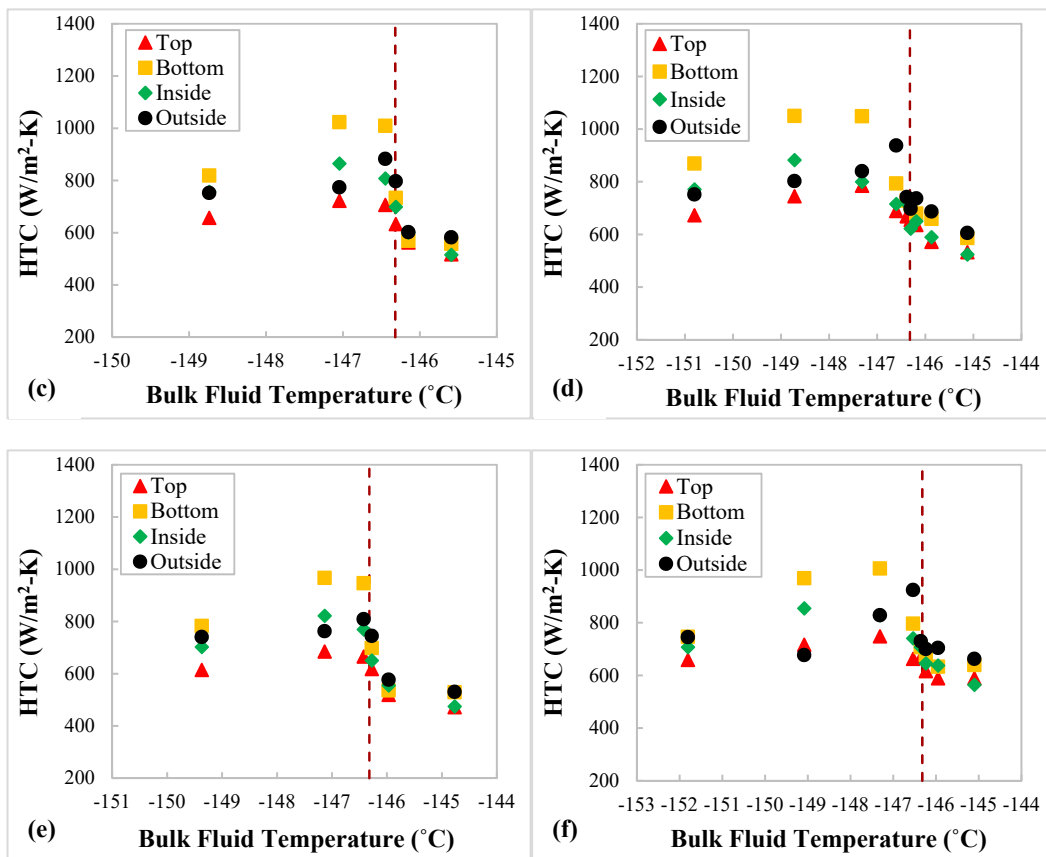 1400
1200
1000
800
600
400
200
HTC (W/m²-K)
Top
Bottom
Inside
Outside
-150 -149 -148 -147 -146 -145
(c) Bulk Fluid Temperature (˚C)
1400
1200
1000
800
600
400
200
HTC (W/m²-K)
Top
Bottom
Inside
Outside
-152 -151 -150 -149 -148 -147 -146 -145 -144
(d) Bulk Fluid Temperature (˚C)
1400
1200
1000
800
600
400
200
HTC (W/m²-K)
Top
Bottom
Inside
Outside
-151 -150 -149 -148 -147 -146 -145 -144
(e) Bulk Fluid Temperature (˚C)
1400
1200
1000
800
600
400
200
HTC (W/m²-K)
Top
Bottom
Inside
Outside
-153 -152 -151 -150 -149 -148 -147 -146 -145 -144
(f) Bulk Fluid Temperature (˚C)